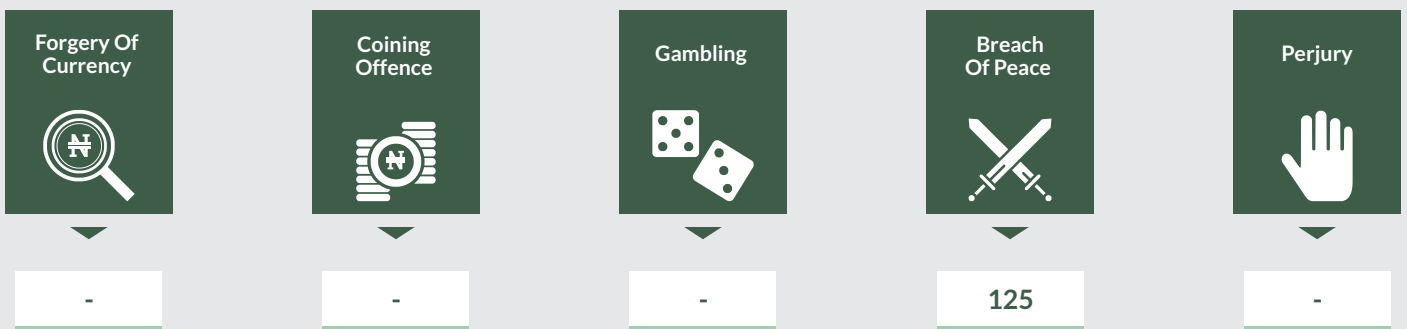 Forgery Of
Currency
Coining
Offence
Gambling
Breach
Of Peace
Perjury
₦
₦
-
-
-
125
-